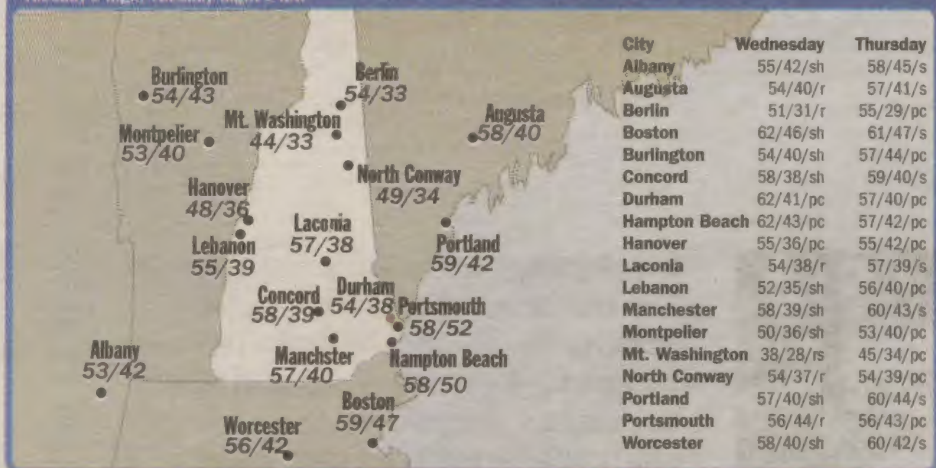 Burlington
54/43
Berlin
54/33
Mt. Washington
44/33
Augusta
58/40
Montpelier
53/40
North Conway
49/34
Hanover
48/36
Lebanon
55/39
Laconia
57/38
Portland
59/42
Concord
58/39
Durham
54/38
Portsmouth
58/52
Manchster
57/40
Hampton Beach
58/50
Albany
53/42
Boston
59/47
Worcester
56/42
City Wednesday Thursday
Albany 55/42/sh 58/45/s
Augusta 54/40/r 57/41/s
Berlin 51/31/r 55/29/pc
Boston 62/46/sh 61/47/s
Burlington 54/40/sh 57/44/pc
Concord 58/38/sh 59/40/s
Durham 62/41/pc 57/40/pc
Hampton Beach 62/43/pc 57/42/pc
Hanover 55/36/pc 55/42/pc
Laconia 54/38/r 57/39/s
Lebanon 52/35/sh 56/40/pc
Manchester 58/39/sh 60/43/s
Montpelier 50/36/sh 53/40/pc
Mt. Washington 38/28/rs 45/34/pc
North Conway 54/37/r 54/39/pc
Portland 57/40/sh 60/44/s
Portsmouth 56/44/r 56/43/pc
Worcester 58/40/sh 60/42/s